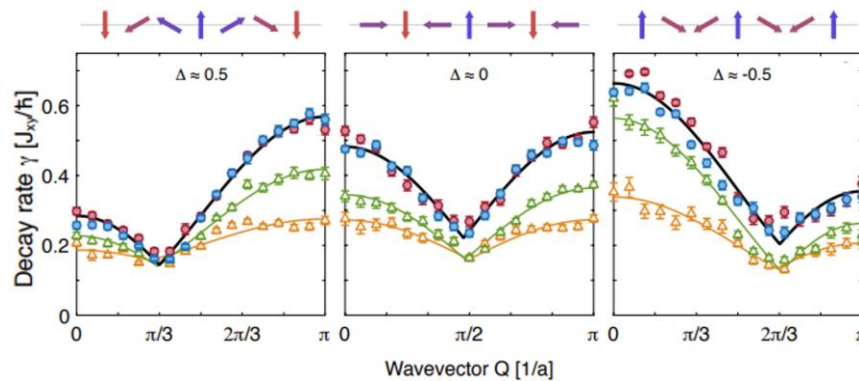 Δ ≈ 0.5
Δ ≈ 0
Δ ≈ -0.5
Decay rate γ [J_xy/ħ]
0.6
0.4
0.2
0
0 π/3 2π/3 π
0 π/2 π
0 π/3 2π/3 π
Wavevector Q [1/a]